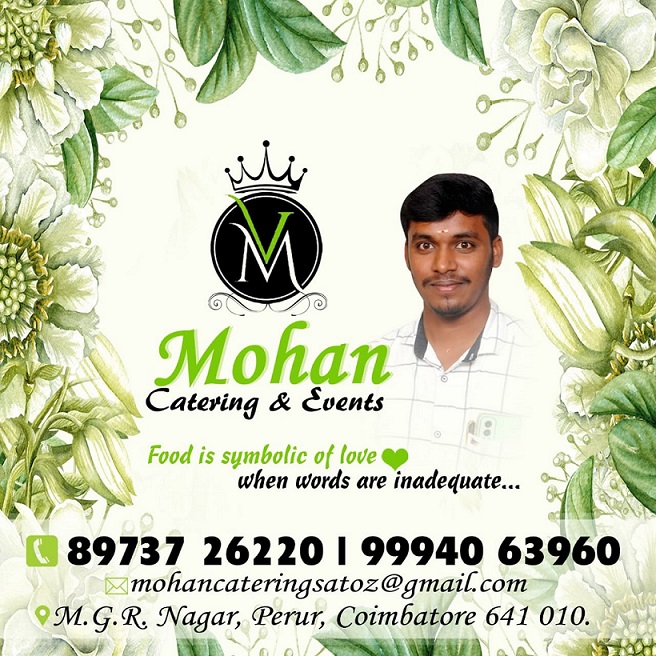 VM
Mohan
Catering & Events
Food is symbolic of love
when words are inadequate...
89737 26220 | 99940 63960
mohancateringsatoz@gmail.com
M.G.R. Nagar, Perur, Coimbatore 641 010.